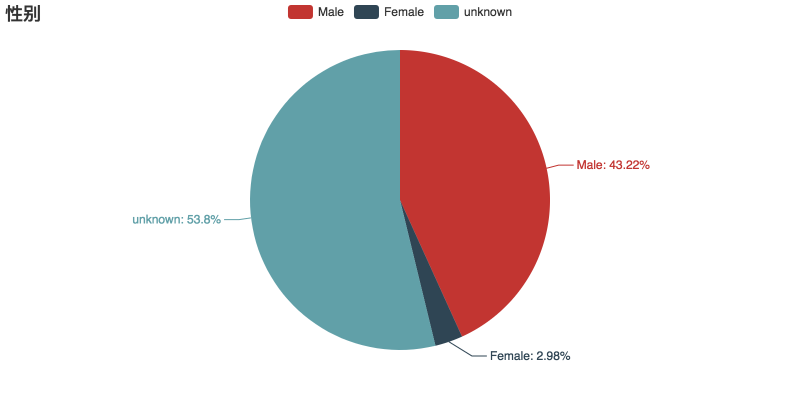 性别
Male Female unknown
Male: 43.22%
unknown: 53.8%
Female: 2.98%